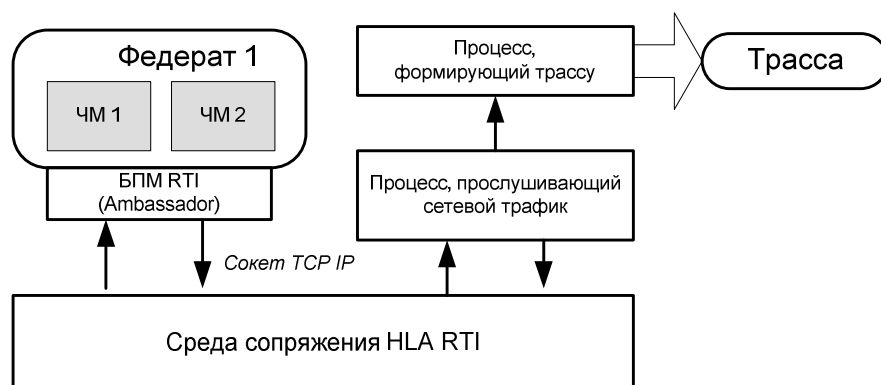 Федерат 1
ЧМ 1
ЧМ 2
БПМ RTI
(Ambassador)
Процесс,
формирующий трассу
Трасса
Процесс, прослушивающий
сетевой трафик
Сокет TCP IP
Среда сопряжения HLA RTI